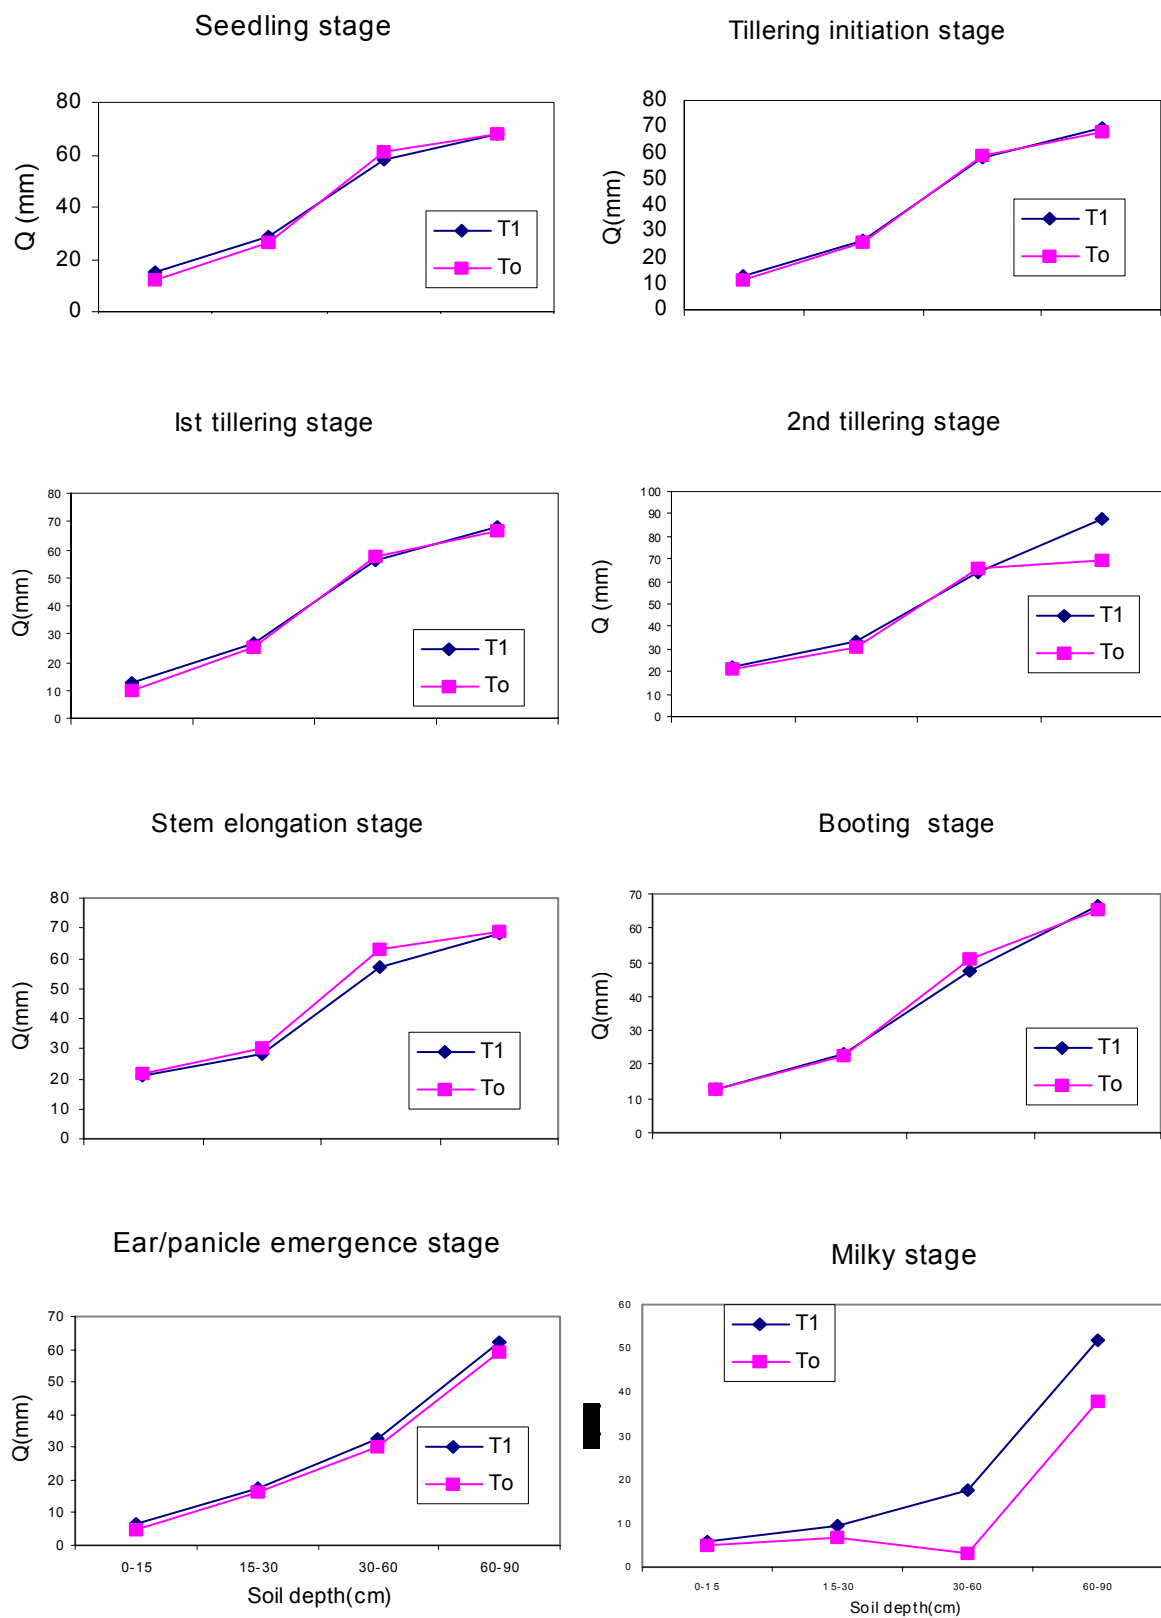 Seedling stage
80
60
40
20
0
Q (mm)
T1
To
Tillering initiation stage
80
70
60
50
40
30
20
10
0
Q(mm)
T1
To
Ist tillering stage
80
70
60
50
40
30
20
10
0
Q(mm)
T1
To
2nd tillering stage
100
90
80
70
60
50
40
30
20
10
0
Q (mm)
T1
To
Stem elongation stage
80
70
60
50
40
30
20
10
0
Q(mm)
T1
To
Booting stage
70
60
50
40
30
20
10
0
Q(mm)
T1
To
Ear/panicle emergence stage
70
60
50
40
30
20
10
0
Q(mm)
T1
To
0-15 15-30 30-60 60-90
Soil depth(cm)
Milky stage
60
50
40
30
20
10
0
T1
To
0-15 15-30 30-60 60-90
Soil depth(cm)